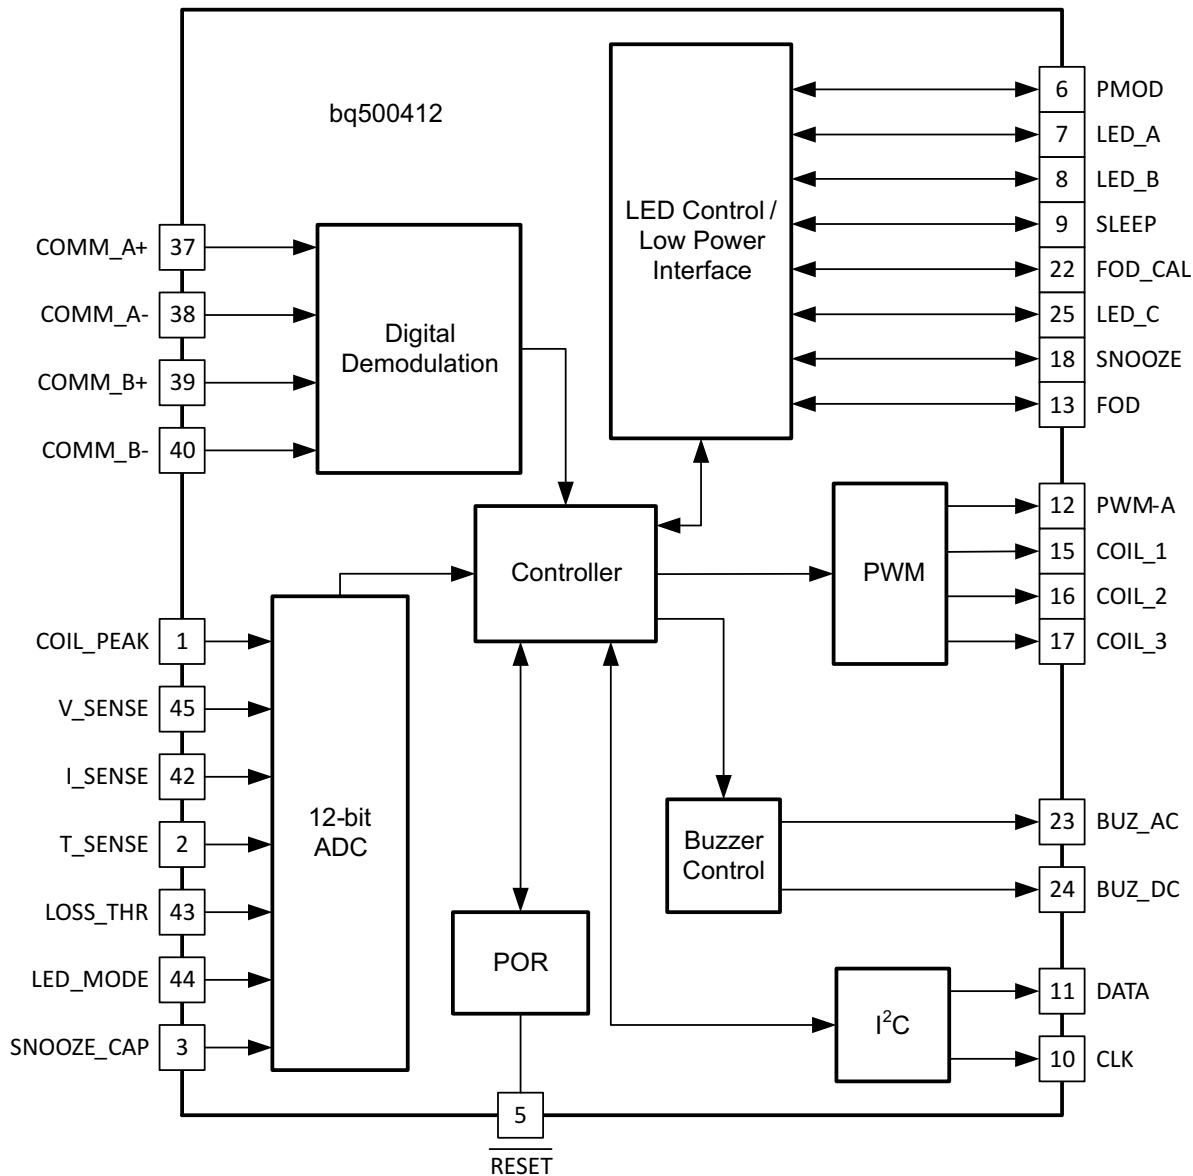 bq500412
COMM_A+ 37
COMM_A- 38
COMM_B+ 39
COMM_B- 40
Digital
Demodulation
LED Control /
Low Power
Interface
6 PMOD
7 LED_A
8 LED_B
9 SLEEP
22 FOD_CAL
25 LED_C
18 SNOOZE
13 FOD
Controller
PWM
12 PWM-A
15 COIL_1
16 COIL_2
17 COIL_3
COIL_PEAK 1
V_SENSE 45
I_SENSE 42
T_SENSE 2
LOSS_THR 43
LED_MODE 44
SNOOZE_CAP 3
12-bit
ADC
Buzzer
Control
23 BUZ_AC
24 BUZ_DC
POR
I²C
11 DATA
10 CLK
5
RESET